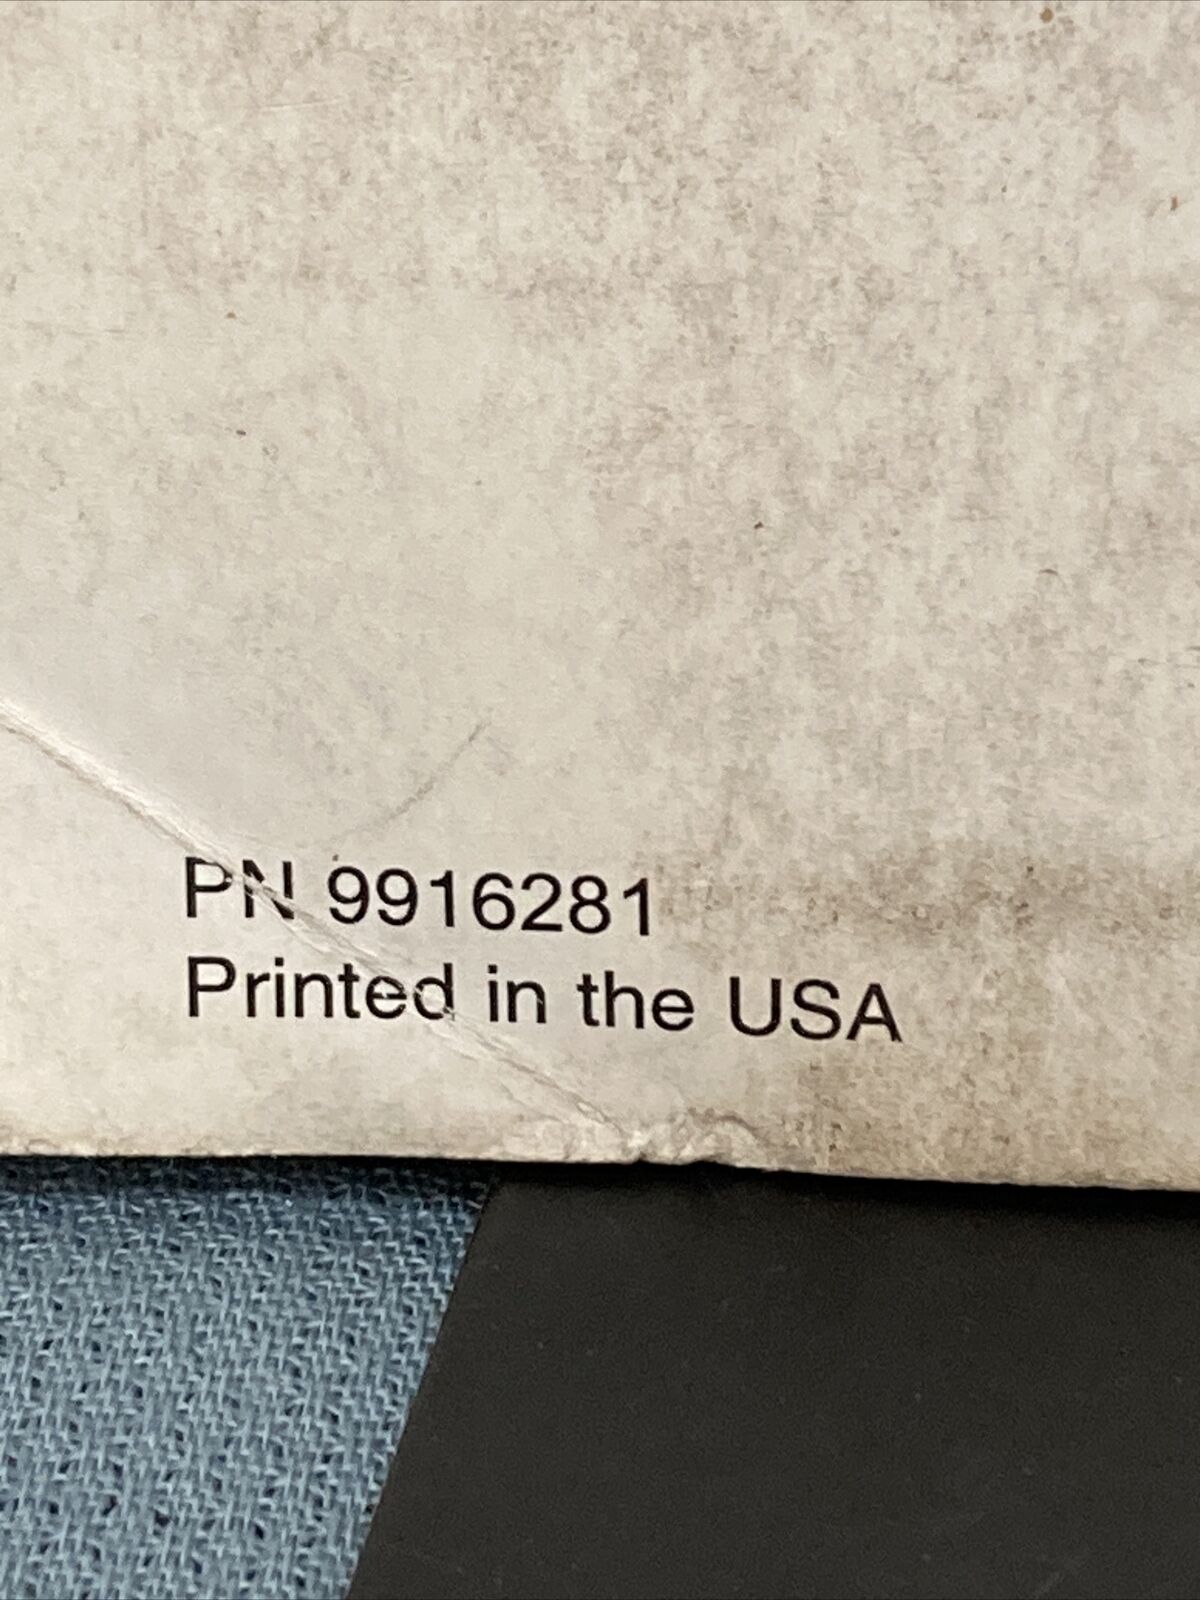 PN 9916281
Printed in the USA